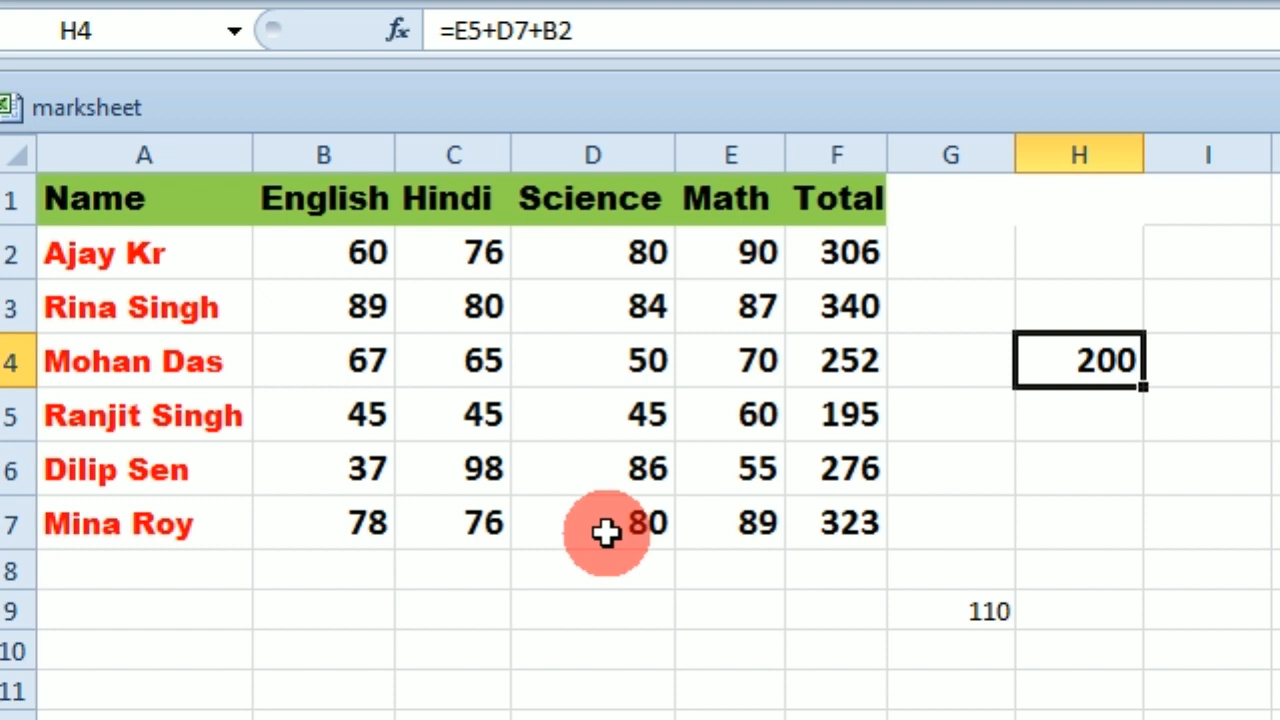 H4 fx =E5+D7+B2
marksheet
A B C D E F G H I
1 Name English Hindi Science Math Total
2 Ajay Kr 60 76 80 90 306
3 Rina Singh 89 80 84 87 340
4 Mohan Das 67 65 50 70 252 200
5 Ranjit Singh 45 45 45 60 195
6 Dilip Sen 37 98 86 55 276
7 Mina Roy 78 76 80 89 323
8
9 110
10
11